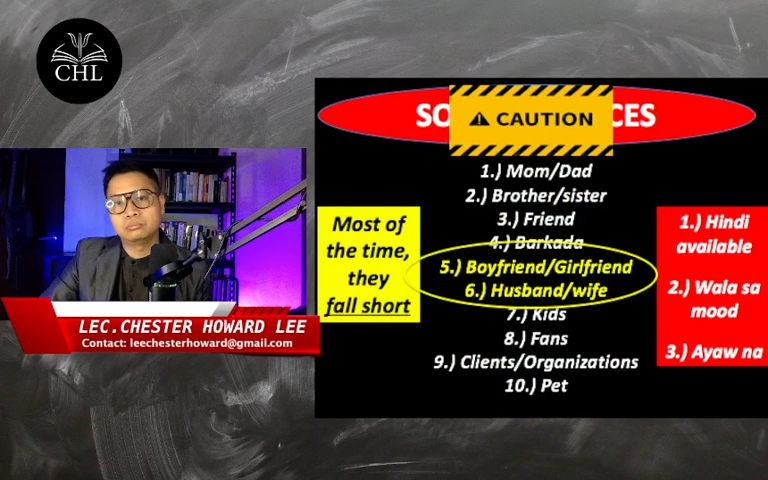 CHL
SO
CES
⚠ CAUTION
1.) Mom/Dad
2.) Brother/sister
3.) Friend
4.) Barkada
5.) Boyfriend/Girlfriend
6.) Husband/wife
7.) Kids
8.) Fans
9.) Clients/Organizations
10.) Pet
Most of
the time,
they
fall short
1.) Hindi
available
2.) Wala sa
mood
3.) Ayaw na
LEC.CHESTER HOWARD LEE
Contact: leechesterhoward@gmail.com